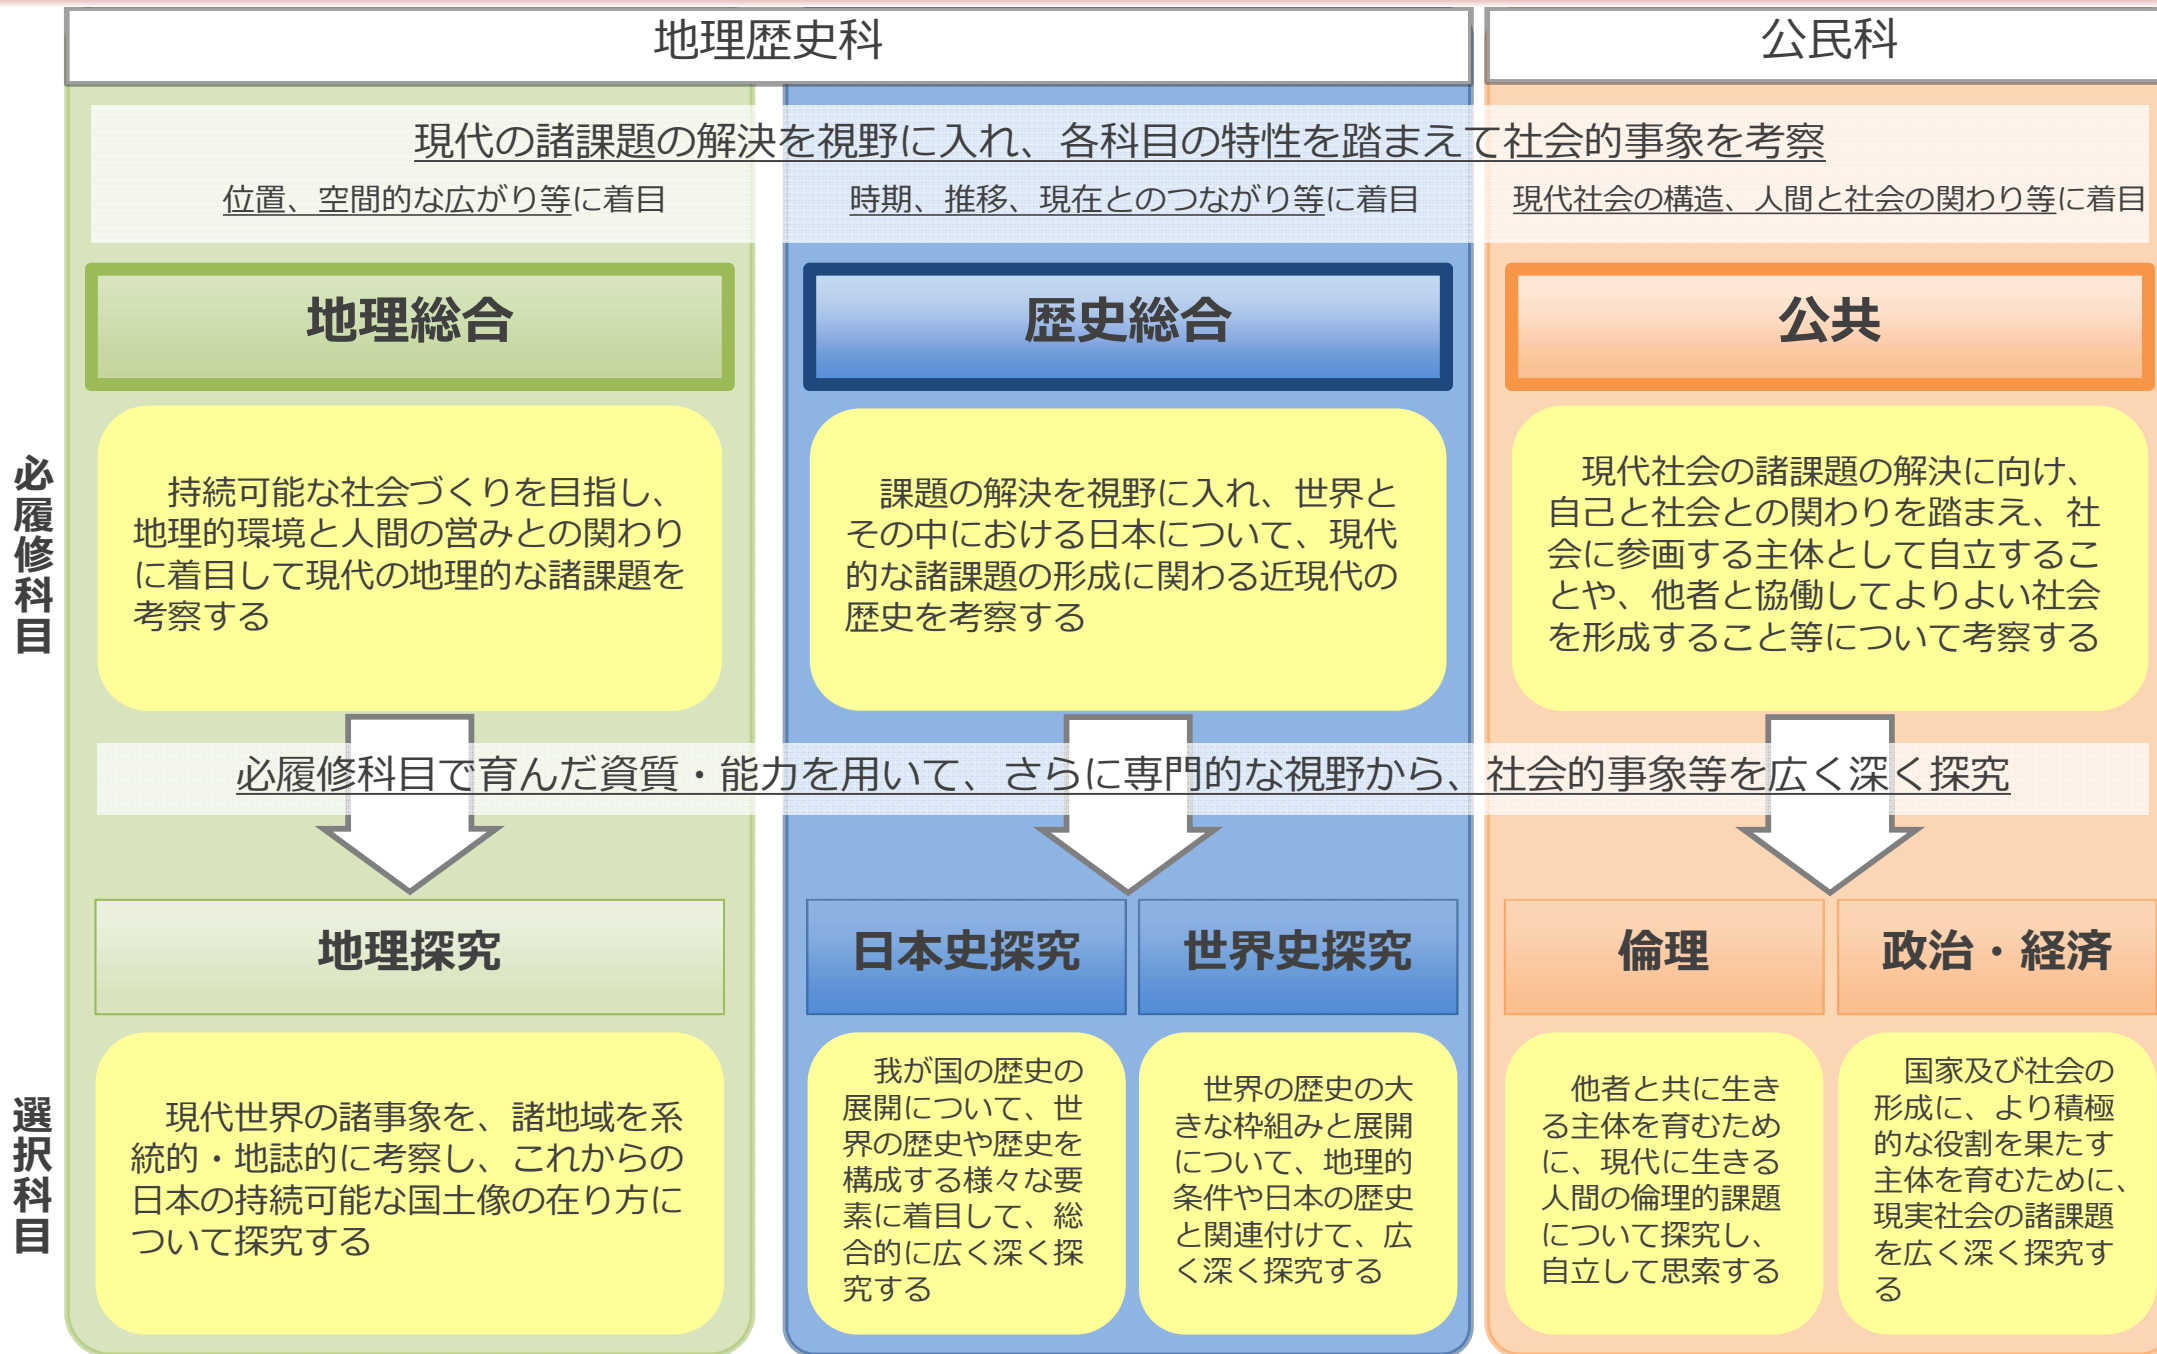 地理歴史科
公民科
現代の諸課題の解決を視野に入れ、各科目の特性を踏まえて社会的事象を考察
位置、空間的な広がり等に着目
時期、推移、現在とのつながり等に着目
現代社会の構造、人間と社会の関わり等に着目
必履修科目
地理総合
歴史総合
公共
持続可能な社会づくりを目指し、
地理的環境と人間の営みとの関わり
に着目して現代の地理的な諸課題を
考察する
課題の解決を視野に入れ、世界と
その中における日本について、現代
的な諸課題の形成に関わる近現代の
歴史を考察する
現代社会の諸課題の解決に向け、
自己と社会との関わりを踏まえ、社
会に参画する主体として自立するこ
とや、他者と協働してよりよい社会
を形成すること等について考察する
必履修科目で育んだ資質・能力を用いて、さらに専門的な視野から、社会的事象等を広く深く探究
選択科目
地理探究
日本史探究
世界史探究
倫理
政治・経済
現代世界の諸事象を、諸地域を系
統的・地誌的に考察し、これからの
日本の持続可能な国土像の在り方に
ついて探究する
我が国の歴史の
展開について、世
界の歴史や歴史を
構成する様々な要
素に着目して、総
合的に広く深く探
究する
世界の歴史の大
きな枠組みと展開
について、地理的
条件や日本の歴史
と関連付けて、広
く深く探究する
他者と共に生き
る主体を育むため
に、現代に生きる
人間の倫理的課題
について探究し、
自立して思索する
国家及び社会の
形成に、より積極
的な役割を果たす
主体を育むために、
現実社会の諸課題
を広く深く探究す
る